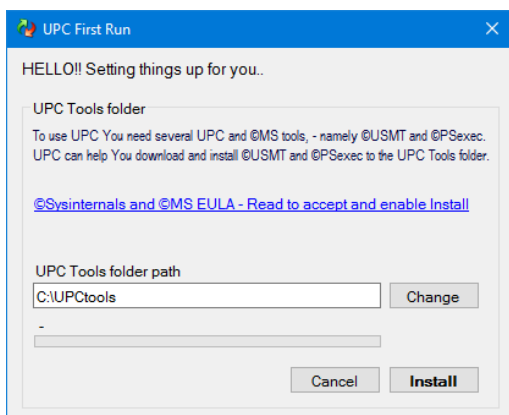 UPC First Run
HELLO!! Setting things up for you..
UPC Tools folder
To use UPC You need several UPC and ©MS tools, - namely ©USMT and ©PSexec.
UPC can help You download and install ©USMT and ©PSexec to the UPC Tools folder.
©Sysinternals and ©MS EULA - Read to accept and enable Install
UPC Tools folder path
C:\UPCtools
Change
-
Cancel
Install